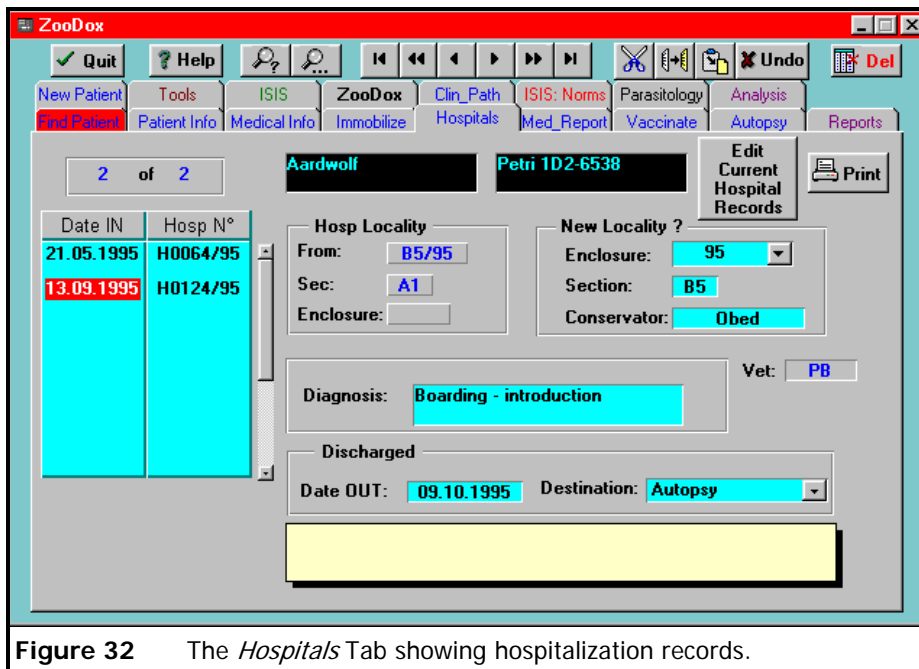 ZooDox
Quit Help ? ... Undo Del
New Patient Tools ISIS ZooDox Clin_Path ISIS: Norms Parasitology Analysis
Find Patient Patient Info Medical Info Immobilize Hospitals Med_Report Vaccinate Autopsy Reports
2 of 2
Aardwolf
Petri 1D2-6538
Edit
Current
Hospital
Records
Print
Date IN Hosp N°
21.05.1995 H0064/95
13.09.1995 H0124/95
Hosp Locality
From: B5/95
Sec: A1
Enclosure:
New Locality ?
Enclosure: 95
Section: B5
Conservator: Obed
Vet: PB
Diagnosis: Boarding - introduction
Discharged
Date OUT: 09.10.1995 Destination: Autopsy
Figure 32 The Hospitals Tab showing hospitalization records.